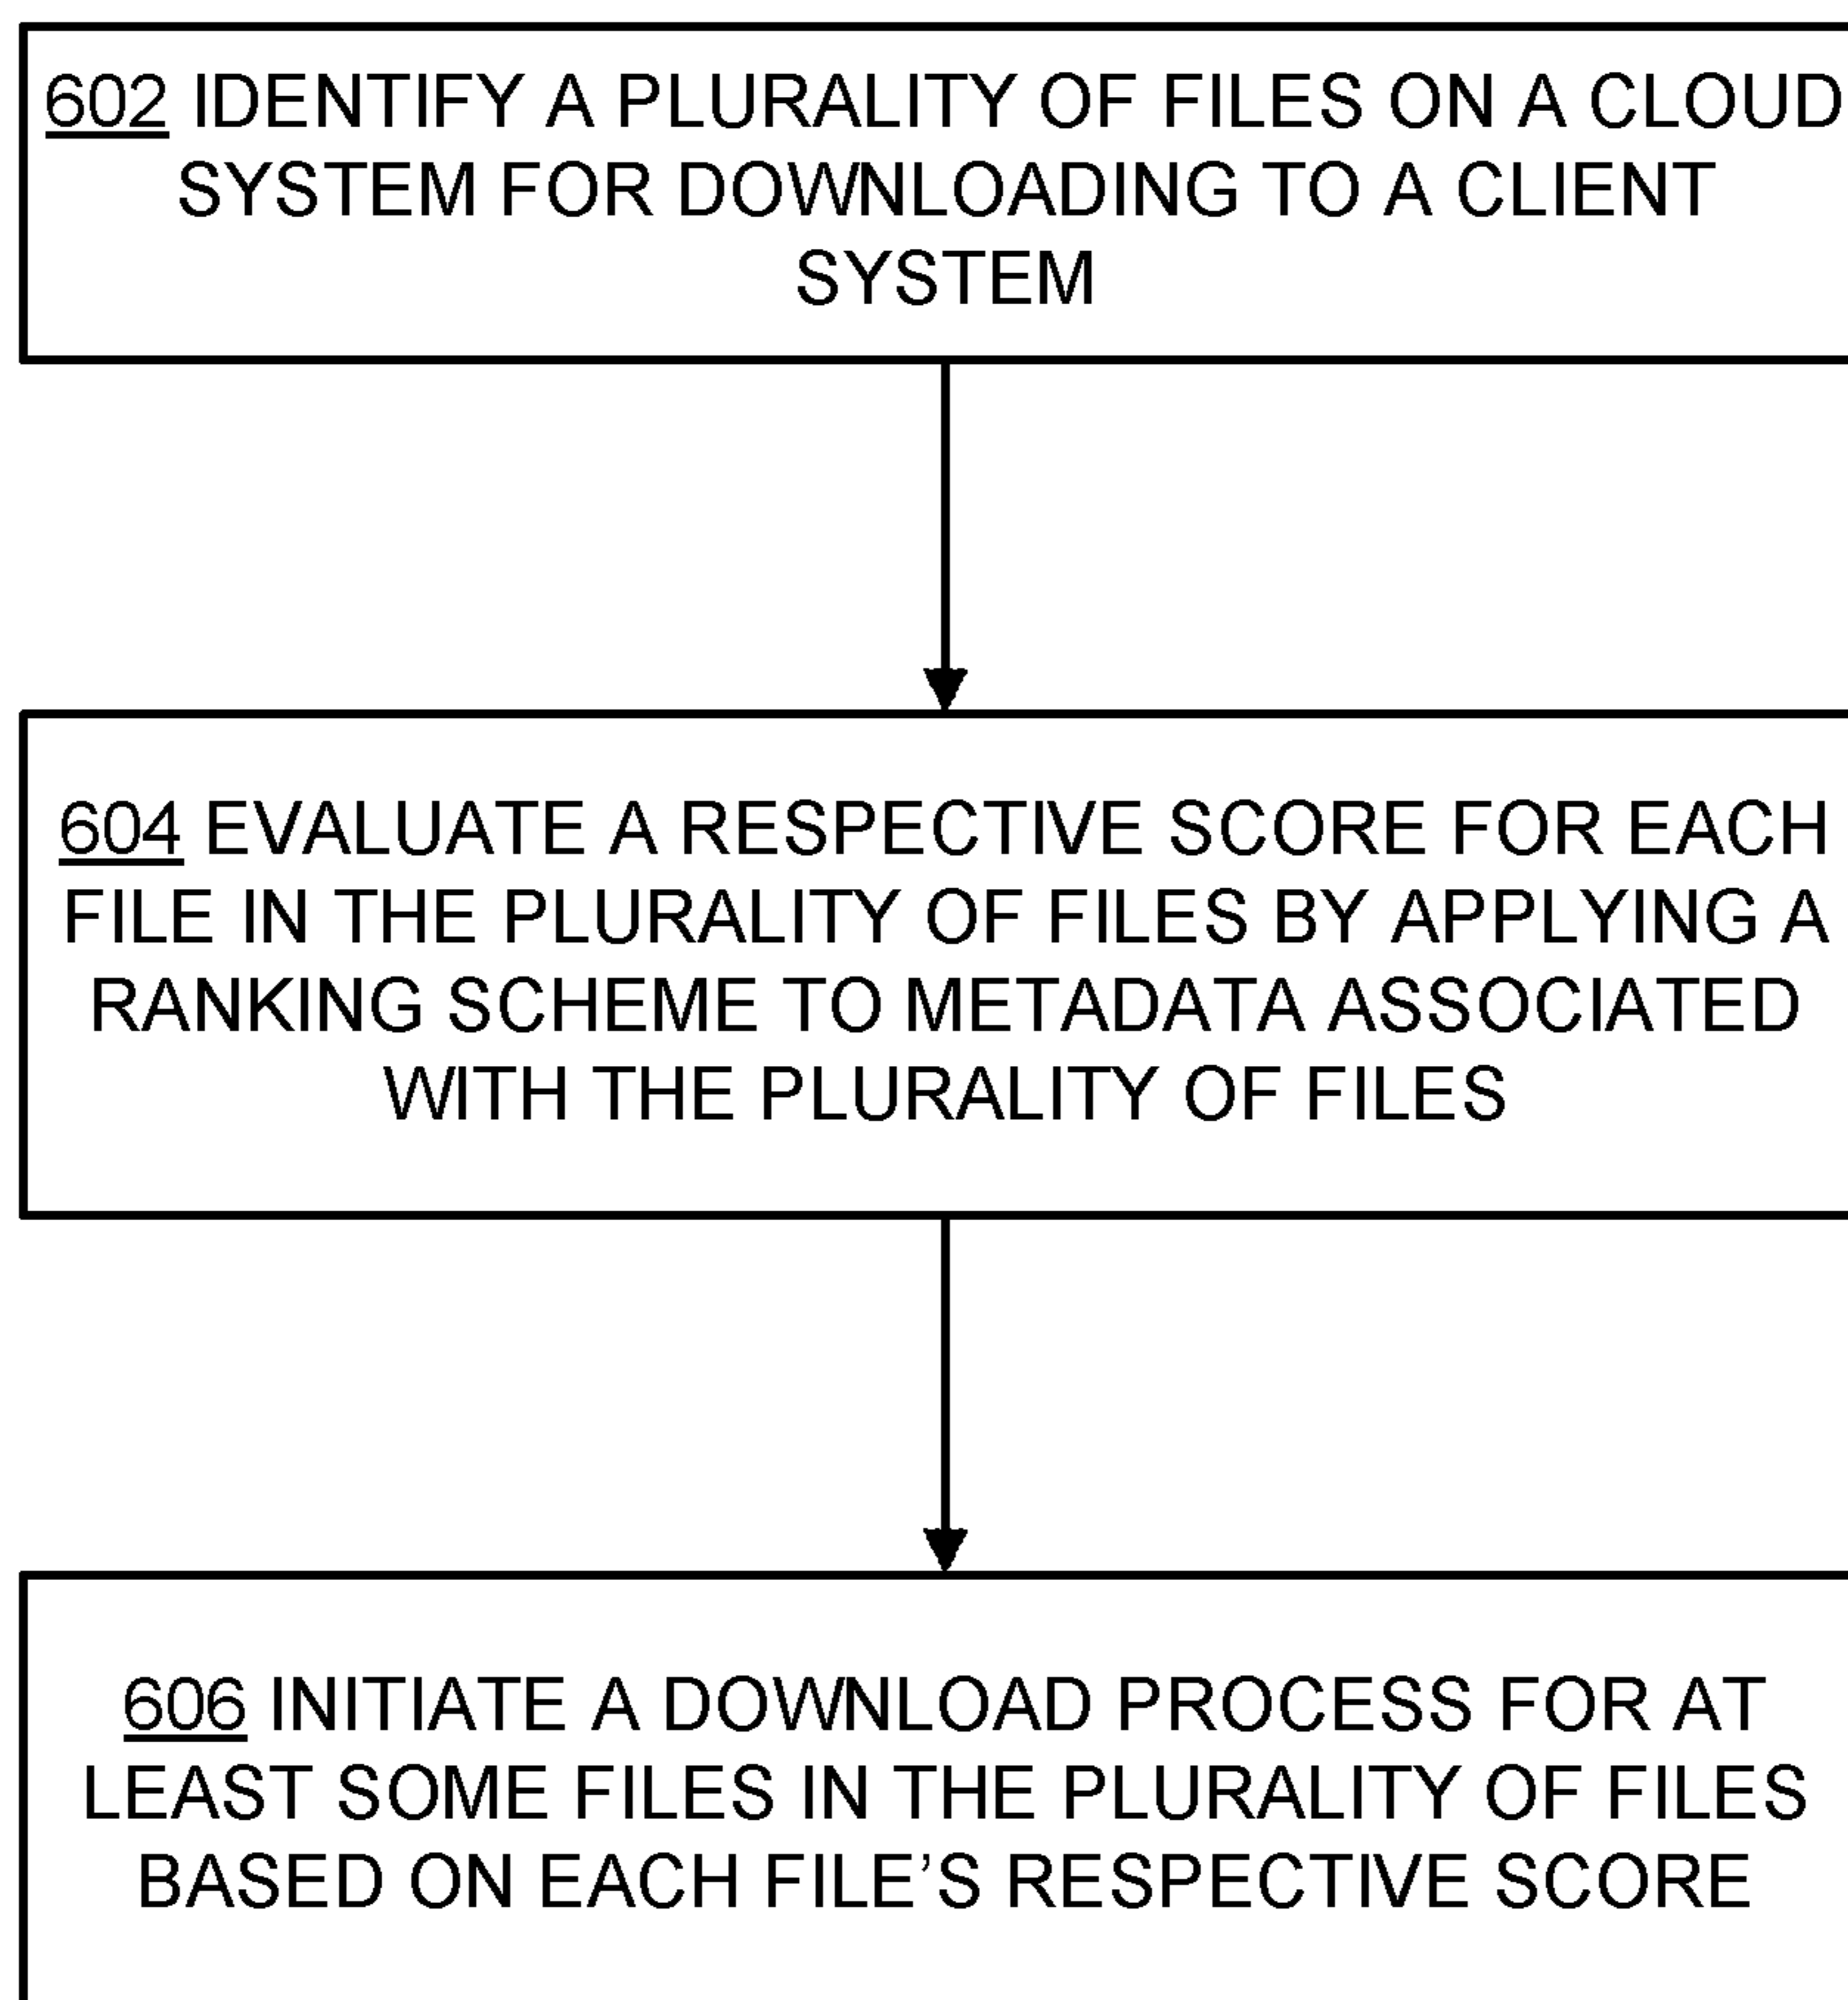 602 IDENTIFY A PLURALITY OF FILES ON A CLOUD
SYSTEM FOR DOWNLOADING TO A CLIENT
SYSTEM
604 EVALUATE A RESPECTIVE SCORE FOR EACH
FILE IN THE PLURALITY OF FILES BY APPLYING A
RANKING SCHEME TO METADATA ASSOCIATED
WITH THE PLURALITY OF FILES
606 INITIATE A DOWNLOAD PROCESS FOR AT
LEAST SOME FILES IN THE PLURALITY OF FILES
BASED ON EACH FILE’S RESPECTIVE SCORE